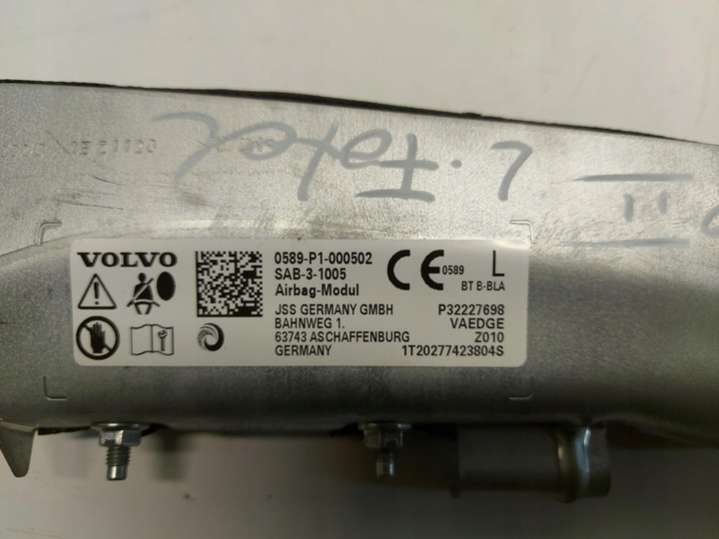 L. Fotel
VOLVO
0589-P1-000502
SAB-3-1005
Airbag-Modul
JSS GERMANY GMBH
BAHNWEG 1.
63743 ASCHAFFENBURG
GERMANY
CE 0589
L
BT B-BLA
P32227698
VAEDGE
Z010
1T20277423804S